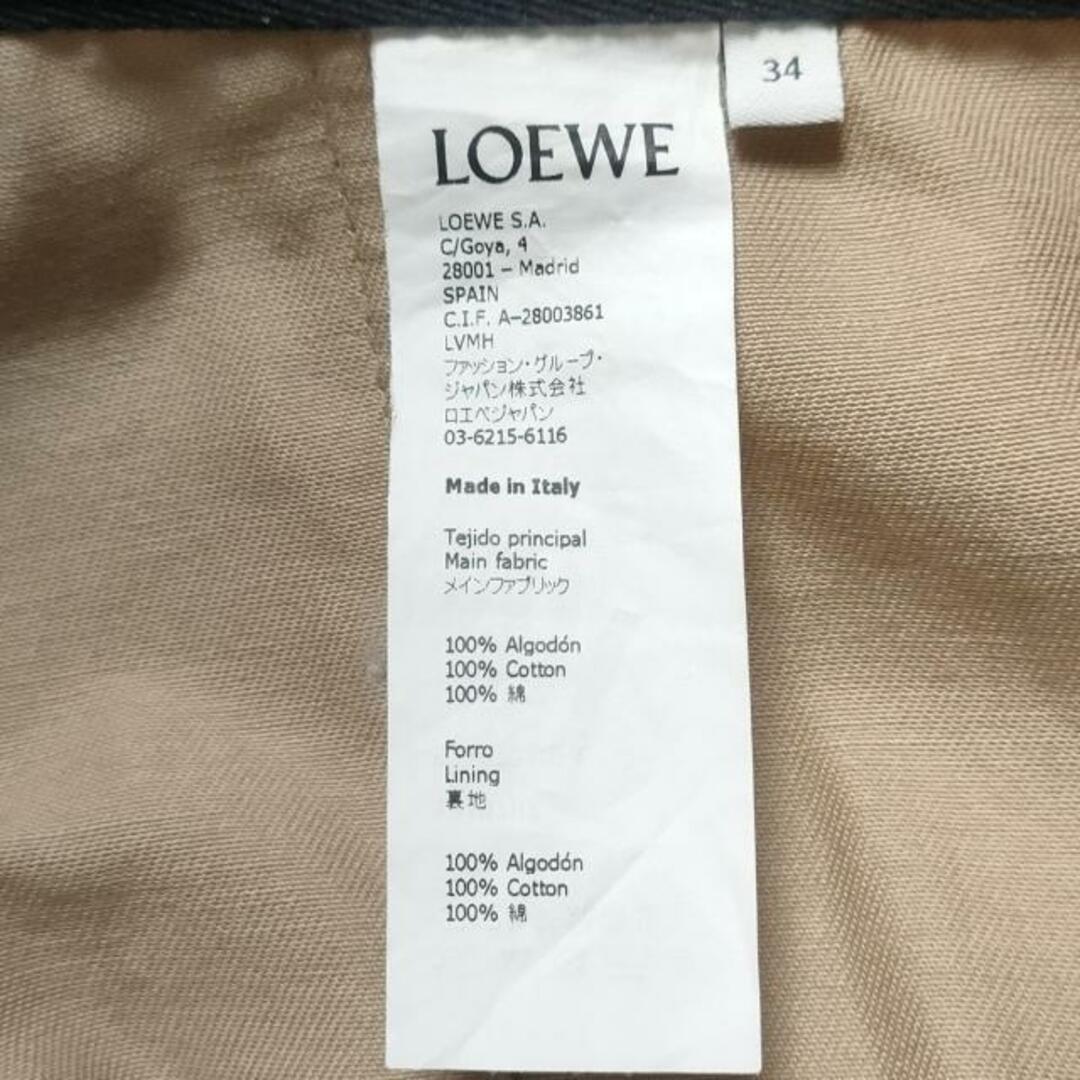 34
LOEWE
LOEWE S.A.
C/Goya, 4
28001 – Madrid
SPAIN
C.I.F. A–28003861
LVMH
ファッション・グループ・
ジャパン株式会社
ロエベジャパン
03-6215-6116
Made in Italy
Tejido principal
Main fabric
メインファブリック
100% Algodón
100% Cotton
100% 綿
Forro
Lining
裏地
100% Algodón
100% Cotton
100% 綿